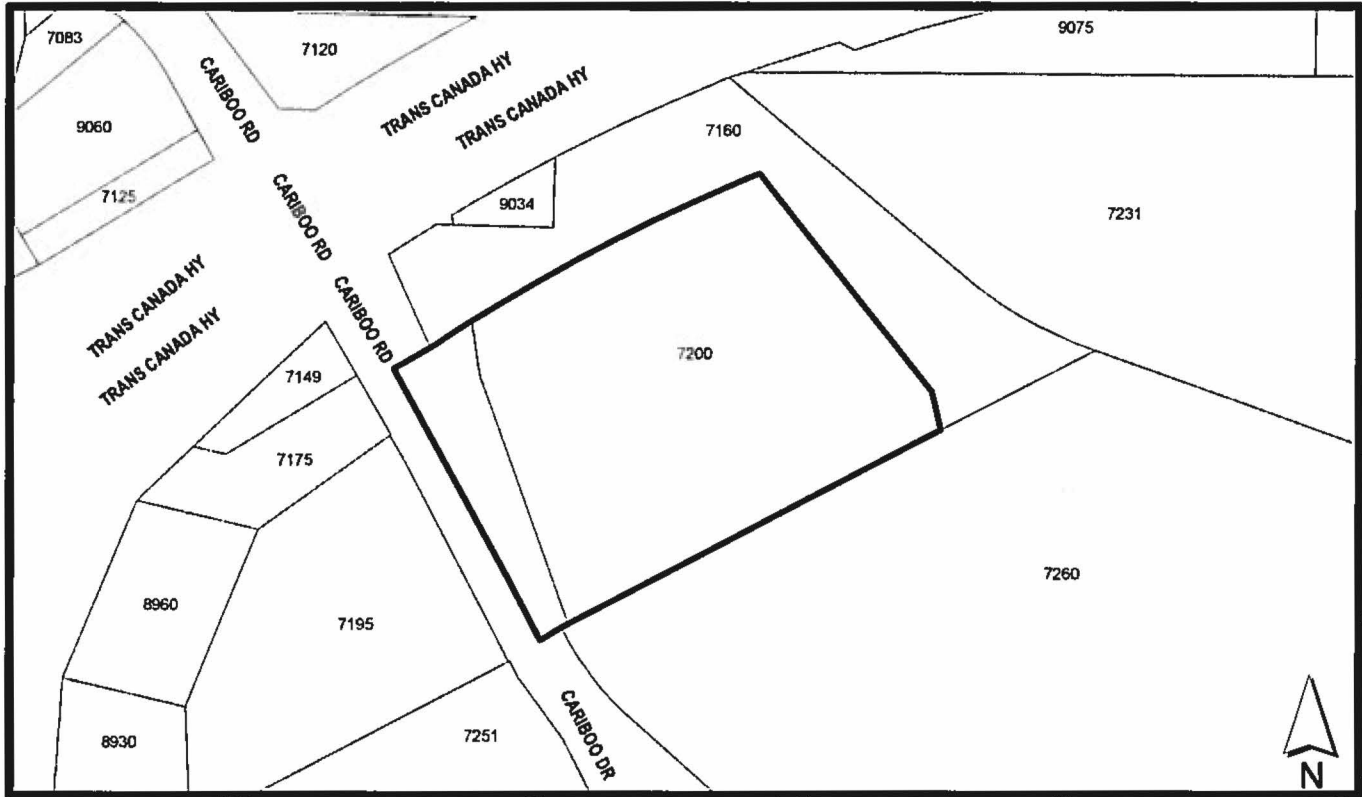 7083
7120
9075
CARIBOO RD
TRANS CANADA HY
TRANS CANADA HY
9060
7160
7125
CARIBOO RD
9034
7231
TRANS CANADA HY
TRANS CANADA HY
CARIBOO RD
7200
7149
7175
7260
8960
7195
8930
7251
CARIBOO DR
N